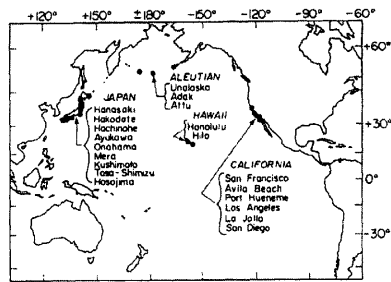 +120° +150° ±180° -150° -120° -90° -60°
+60°
+30°
0°
-30°
JAPAN
Hanasaki
Hakodate
Hachinohe
Ayukawa
Onahama
Mera
Kushimoto
Tosa-Shimizu
Hososjima
ALEUTIAN
Unalaska
Adak
Attu
HAWAII
Honolulu
Hilo
CALIFORNIA
San Francisco
Avila Beach
Port Hueneme
Los Angeles
La Jolla
San Diego